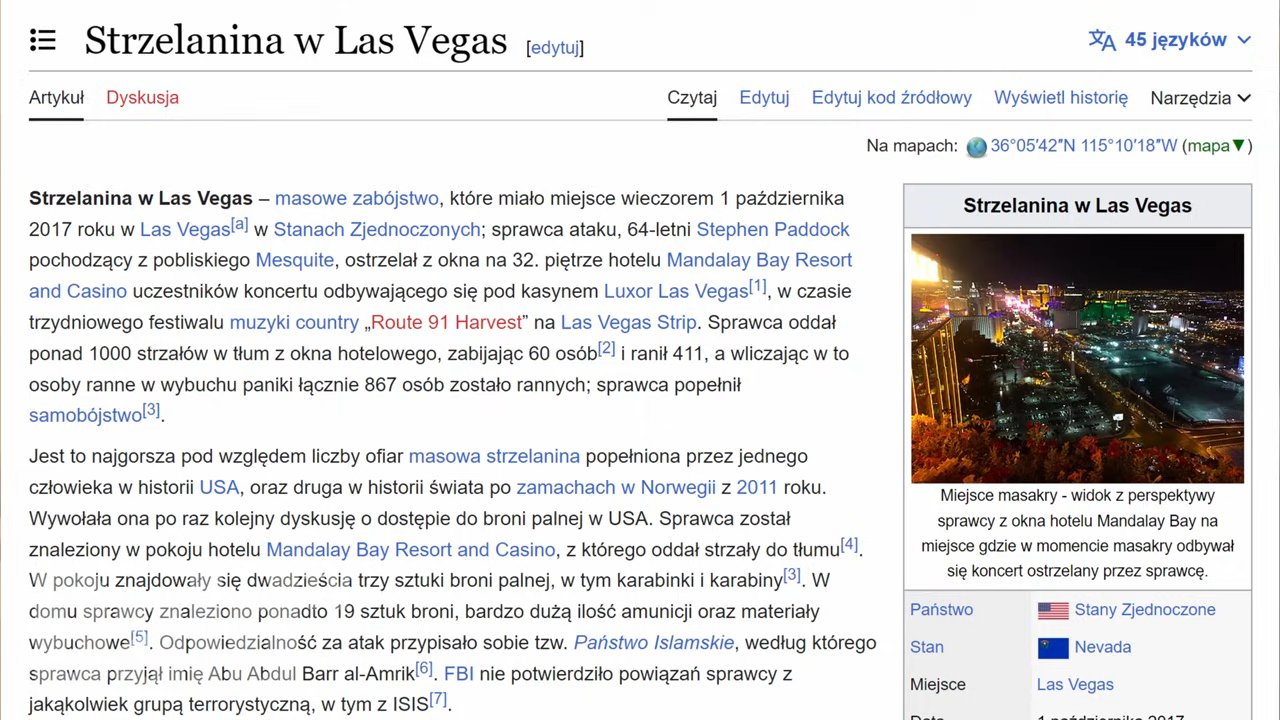 Strzelanina w Las Vegas [edytuj]
45 języków
Artykuł Dyskusja Czytaj Edytuj Edytuj kod źródłowy Wyświetl historię Narzędzia
Na mapach: 36°05′42″N 115°10′18″W (mapa▼)
Strzelanina w Las Vegas – masowe zabójstwo, które miało miejsce wieczorem 1 października
2017 roku w Las Vegas[a] w Stanach Zjednoczonych; sprawca ataku, 64-letni Stephen Paddock
pochodzący z pobliskiego Mesquite, ostrzelał z okna na 32. piętrze hotelu Mandalay Bay Resort
and Casino uczestników koncertu odbywającego się pod kasynem Luxor Las Vegas[1], w czasie
trzydniowego festiwalu muzyki country „Route 91 Harvest” na Las Vegas Strip. Sprawca oddał
ponad 1000 strzałów w tłum z okna hotelowego, zabijając 60 osób[2] i ranił 411, a wliczając w to
osoby ranne w wybuchu paniki łącznie 867 osób zostało rannych; sprawca popełnił
samobójstwo[3].
Jest to najgorsza pod względem liczby ofiar masowa strzelanina popełniona przez jednego
człowieka w historii USA, oraz druga w historii świata po zamachach w Norwegii z 2011 roku.
Wywołała ona po raz kolejny dyskusję o dostępie do broni palnej w USA. Sprawca został
znaleziony w pokoju hotelu Mandalay Bay Resort and Casino, z którego oddał strzały do tłumu[4].
W pokoju znajdowały się dwadzieścia trzy sztuki broni palnej, w tym karabinki i karabiny[3]. W
domu sprawcy znaleziono ponadto 19 sztuk broni, bardzo dużą ilość amunicji oraz materiały
wybuchowe[5]. Odpowiedzialność za atak przypisało sobie tzw. Państwo Islamskie, według którego
sprawca przyjął imię Abu Abdul Barr al-Amrik[6]. FBI nie potwierdziło powiązań sprawcy z
jakąkolwiek grupą terrorystyczną, w tym z ISIS[7].
Strzelanina w Las Vegas
Miejsce masakry - widok z perspektywy
sprawcy z okna hotelu Mandalay Bay na
miejsce gdzie w momencie masakry odbywał
się koncert ostrzelany przez sprawcę.
Państwo Stany Zjednoczone
Stan Nevada
Miejsce Las Vegas
Data 1 października 2017